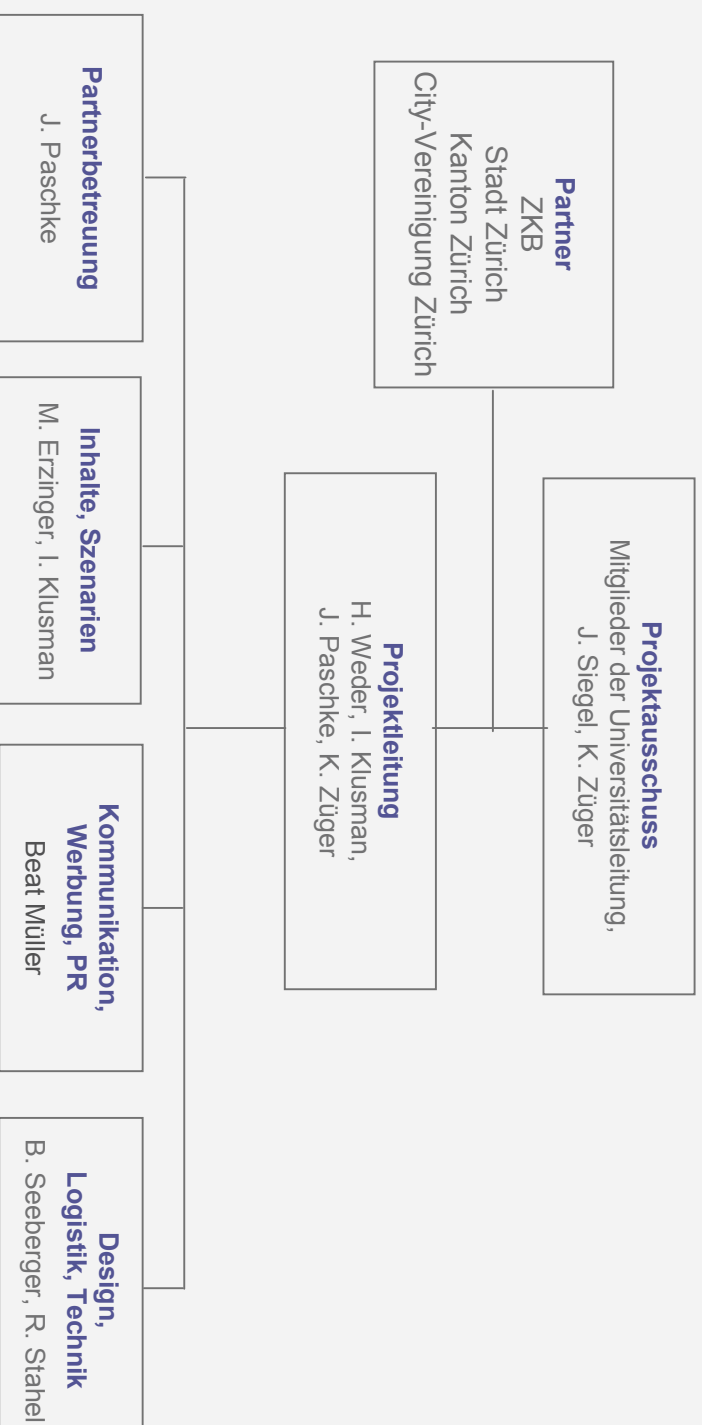 Projektausschuss
Mitglieder der Universitätsleitung,
J. Siegel, K. Züger
Partner
ZKB
Stadt Zürich
Kanton Zürich
City-Vereinigung Zürich
Projektleitung
H. Weder, I. Klusman,
J. Paschke, K. Züger
Partnerbetreuung
J. Paschke
Inhalte, Szenarien
M. Erzinger, I. Klusman
Kommunikation,
Werbung, PR
Beat Müller
Design,
Logistik, Technik
B. Seeberger, R. Stahel